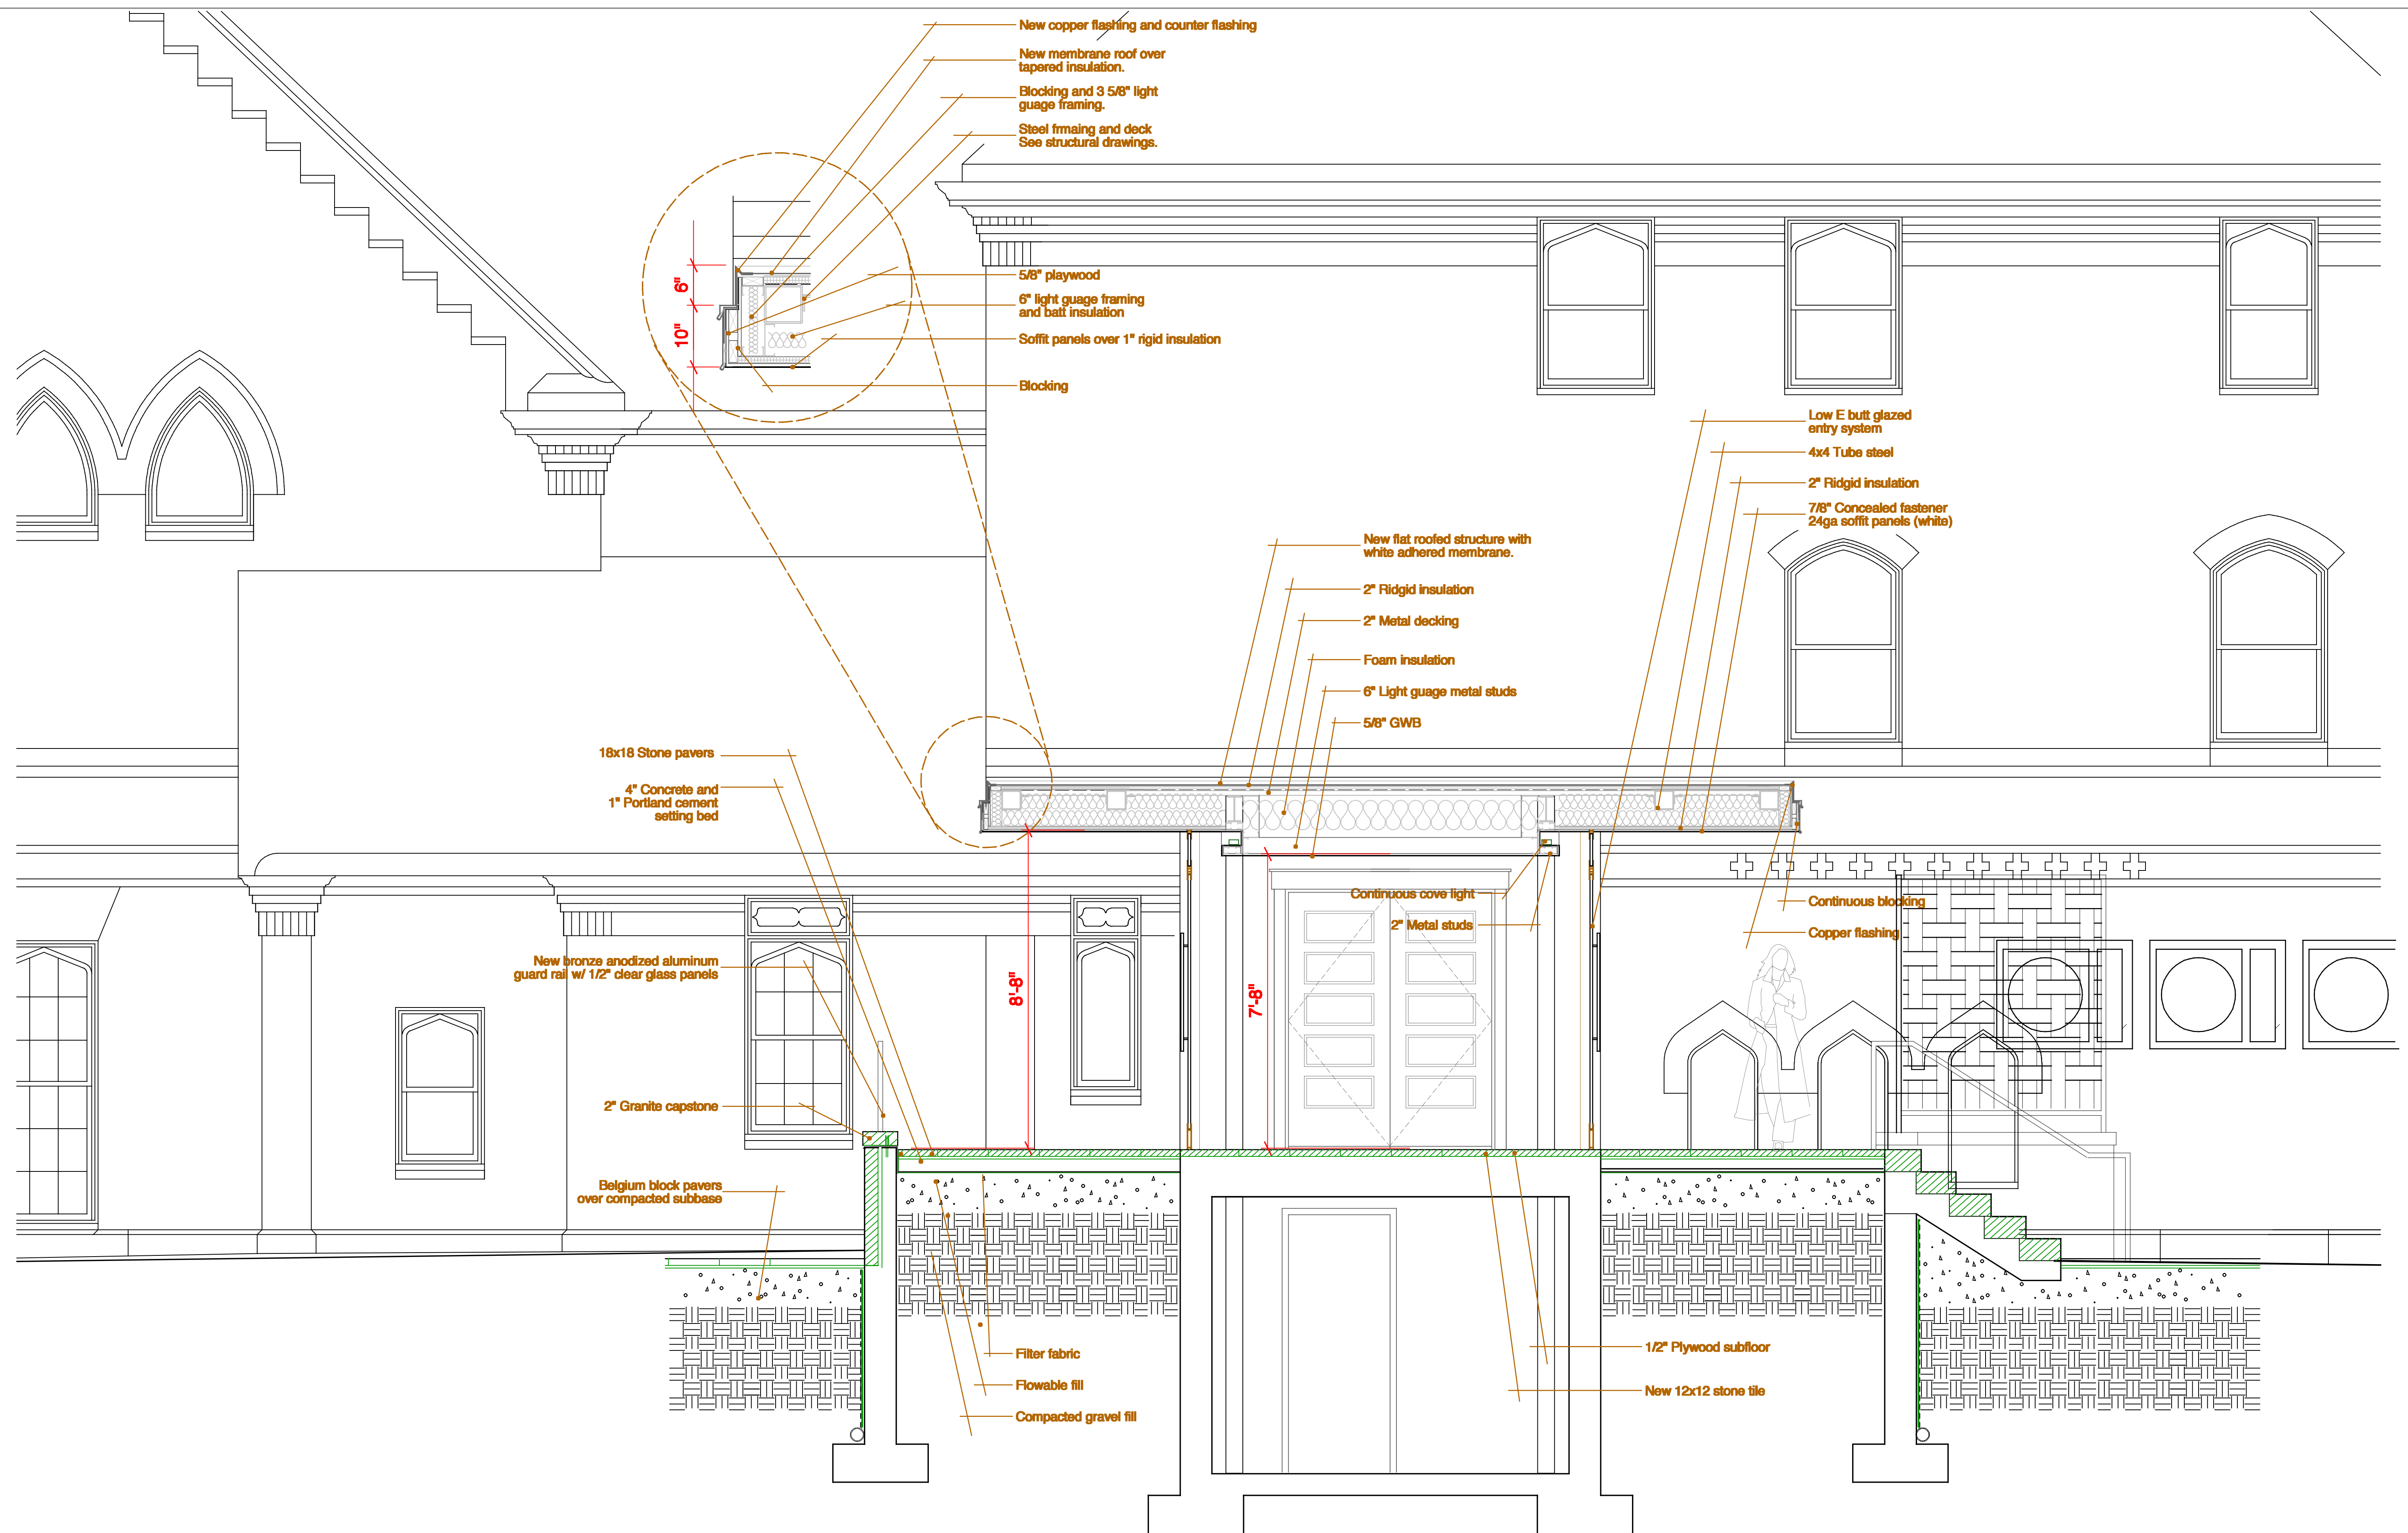 New copper flashing and counter flashing
New membrane roof over
tapered insulation.
Blocking and 3 5/8" light
guage framing.
Steel frmaing and deck
See structural drawings.
6"
10"
5/8" playwood
6" light guage framing
and batt insulation
Soffit panels over 1" rigid insulation
Blocking
Low E butt glazed
entry system
4x4 Tube steel
2" Ridgid insulation
7/8" Concealed fastener
24ga soffit panels (white)
New flat roofed structure with
white adhered membrane.
2" Ridgid insulation
2" Metal decking
Foam insulation
6" Light guage metal studs
5/8" GWB
18x18 Stone pavers
4" Concrete and
1" Portland cement
setting bed
New bronze anodized aluminum
guard rail w/ 1/2" clear glass panels
2" Granite capstone
Belgium block pavers
over compacted subbase
8'-8"
7'-8"
Continuous cove light
2" Metal studs
Continuous blocking
Copper flashing
Filter fabric
Flowable fill
Compacted gravel fill
1/2" Plywood subfloor
New 12x12 stone tile